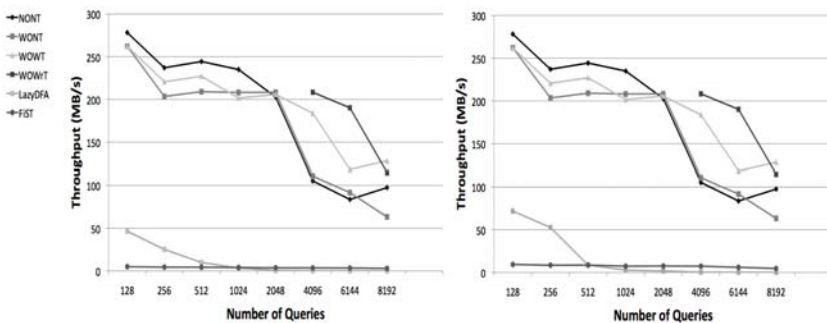 NONT
WONT
WOWT
WOWrT
LazyDFA
FiST
Throughput (MB/s)
300
250
200
150
100
50
0
128 256 512 1024 2048 4096 6144 8192
Number of Queries
Throughput (MB/s)
300
250
200
150
100
50
0
128 256 512 1024 2048 4096 6144 8192
Number of Queries